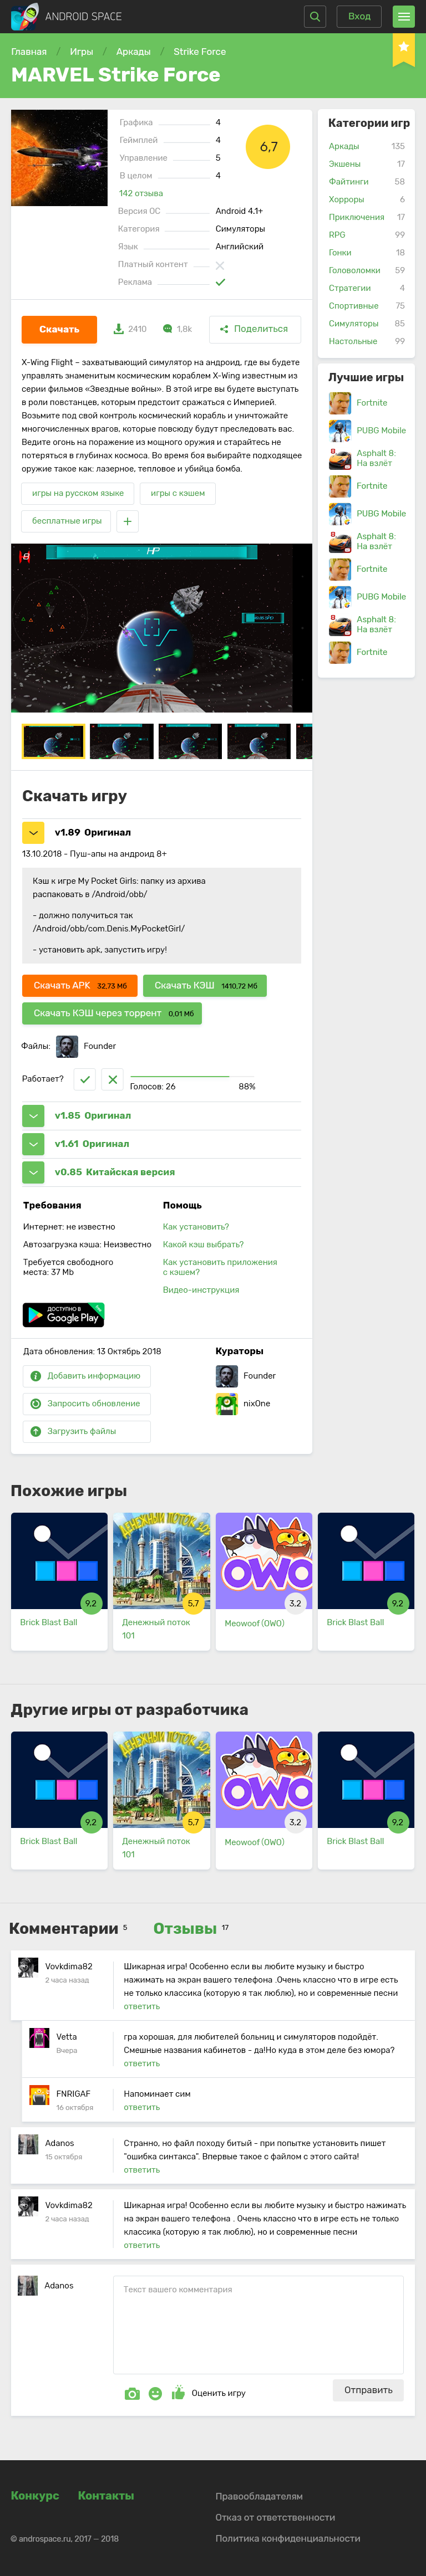 ANDROID SPACE
Вход
Главная / Игры / Аркады / Strike Force
MARVEL Strike Force
Графика 4
Геймплей 4
Управление 5
В целом 4
142 отзыва
6,7
Версия ОС Android 4.1+
Категория Симуляторы
Язык Английский
Платный контент
Реклама
Скачать
2410
1,8k
Поделиться
X-Wing Flight – захватывающий симулятор на андроид, где вы будете
управлять знаменитым космическим кораблем X-Wing известным из
серии фильмов «Звездные войны». В этой игре вы будете выступать
в роли повстанцев, которым предстоит сражаться с Империей.
Возьмите под свой контроль космический корабль и уничтожайте
многочисленных врагов, которые повсюду будут преследовать вас.
Ведите огонь на поражение из мощного оружия и старайтесь не
потеряться в глубинах космоса. Во время боя выбирайте подходящее
оружие такое как: лазерное, тепловое и убийца бомба.
игры на русском языке
игры с кэшем
бесплатные игры
HP
Скачать игру
v1.89 Оригинал
13.10.2018 - Пуш-апы на андроид 8+
Кэш к игре My Pocket Girls: папку из архива
распаковать в /Android/obb/
- должно получиться так
/Android/obb/com.Denis.MyPocketGirl/
- установить apk, запустить игру!
Скачать APK 32,73 Мб
Скачать КЭШ 1410,72 Мб
Скачать КЭШ через торрент 0,01 Мб
Файлы: Founder
Работает?
Голосов: 26 88%
v1.85 Оригинал
v1.61 Оригинал
v0.85 Китайская версия
Требования
Интернет: не известно
Автозагрузка кэша: Неизвестно
Требуется свободного
места: 37 Mb
Помощь
Как установить?
Какой кэш выбрать?
Как установить приложения
с кэшем?
Видео-инструкция
ДОСТУПНО В
Google Play
Дата обновления: 13 Октябрь 2018
Добавить информацию
Запросить обновление
Загрузить файлы
Кураторы
Founder
nixOne
Категории игр
Аркады 135
Экшены 17
Файтинги 58
Хорроры 6
Приключения 17
RPG 99
Гонки 18
Головоломки 59
Стратегии 4
Спортивные 75
Симуляторы 85
Настольные 99
Лучшие игры
Fortnite
PUBG Mobile
Asphalt 8:
На взлёт
Fortnite
PUBG Mobile
Asphalt 8:
На взлёт
Fortnite
PUBG Mobile
Asphalt 8:
На взлёт
Fortnite
Похожие игры
9,2
Brick Blast Ball
ДЕНЕЖНЫЙ ПОТОК 101
5,7
Денежный поток
101
OWO
3,2
Meowoof (OWO)
9,2
Brick Blast Ball
Другие игры от разработчика
9,2
Brick Blast Ball
ДЕНЕЖНЫЙ ПОТОК 101
5,7
Денежный поток
101
OWO
3,2
Meowoof (OWO)
9,2
Brick Blast Ball
Комментарии 5
Отзывы 17
Vovkdima82
2 часа назад
Шикарная игра! Особенно если вы любите музыку и быстро
нажимать на экран вашего телефона .Очень классно что в игре есть
не только классика (которую я так люблю), но и современные песни
ответить
Vetta
Вчера
гра хорошая, для любителей больниц и симуляторов подойдёт.
Смешные названия кабинетов - да!Но куда в этом деле без юмора?
ответить
FNRIGAF
16 октября
Напоминает сим
ответить
Adanos
15 октября
Странно, но файл походу битый - при попытке установить пишет
"ошибка синтакса". Впервые такое с файлом с этого сайта!
ответить
Vovkdima82
2 часа назад
Шикарная игра! Особенно если вы любите музыку и быстро нажимать
на экран вашего телефона . Очень классно что в игре есть не только
классика (которую я так люблю), но и современные песни
ответить
Adanos
Текст вашего комментария
Оценить игру
Отправить
Конкурс
Контакты
© androspace.ru, 2017 — 2018
Правообладателям
Отказ от ответственности
Политика конфиденциальности